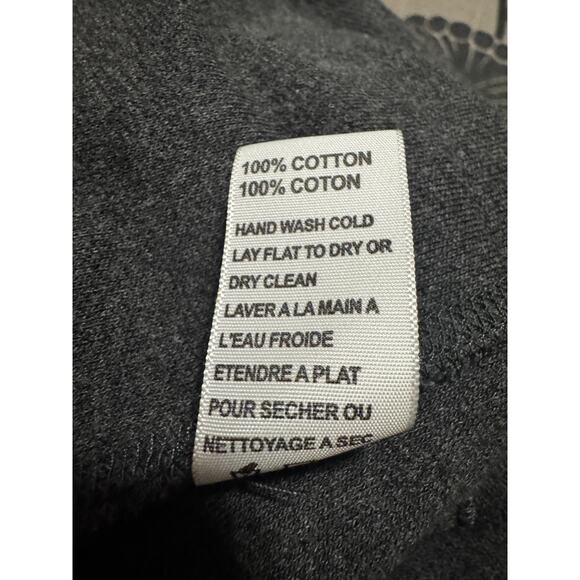 100% COTTON
100% COTON
HAND WASH COLD
LAY FLAT TO DRY OR
DRY CLEAN
LAVER A LA MAIN A
L'EAU FROIDE
ETENDRE A PLAT
POUR SECHER OU
NETTOYAGE A SEC